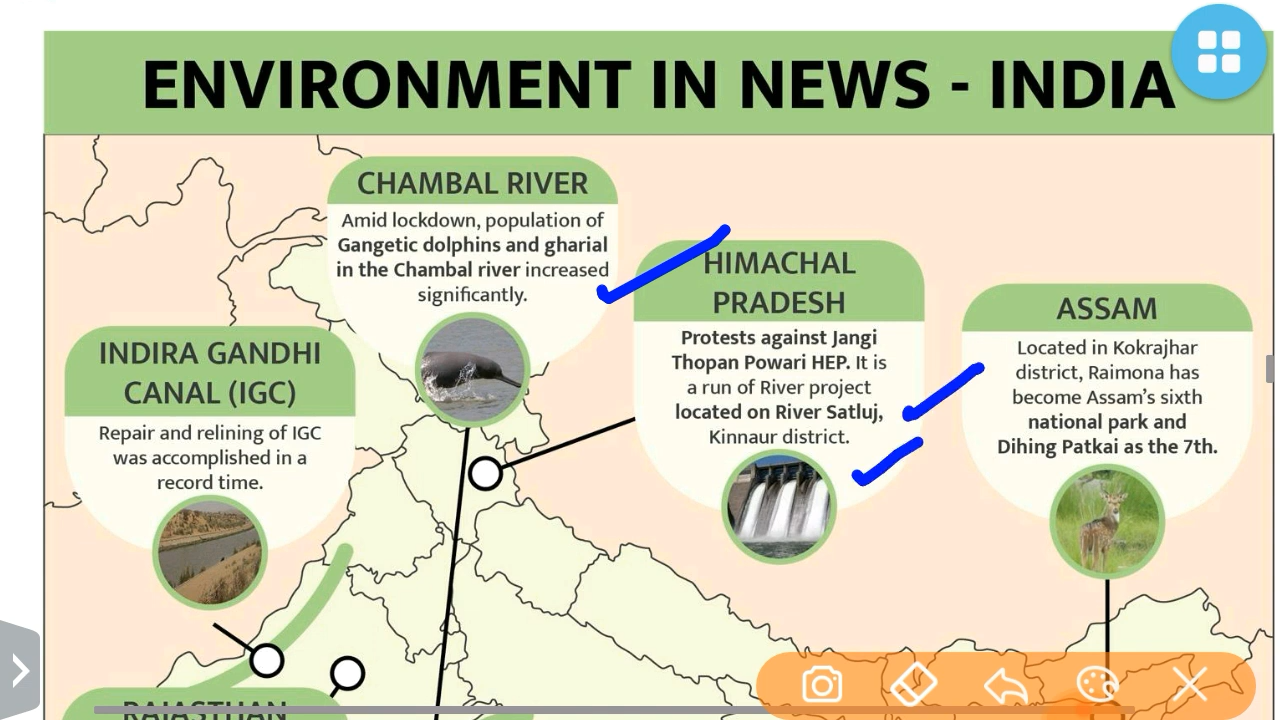 ENVIRONMENT IN NEWS - INDIA
CHAMBAL RIVER
Amid lockdown, population of
Gangetic dolphins and gharial
in the Chambal river increased
significantly.
HIMACHAL
PRADESH
Protests against Jangi
Thopan Powari HEP. It is
a run of River project
located on River Satluj,
Kinnaur district.
ASSAM
Located in Kokrajhar
district, Raimona has
become Assam's sixth
national park and
Dihing Patkai as the 7th.
INDIRA GANDHI
CANAL (IGC)
Repair and relining of IGC
was accomplished in a
record time.
RAJASTHAN